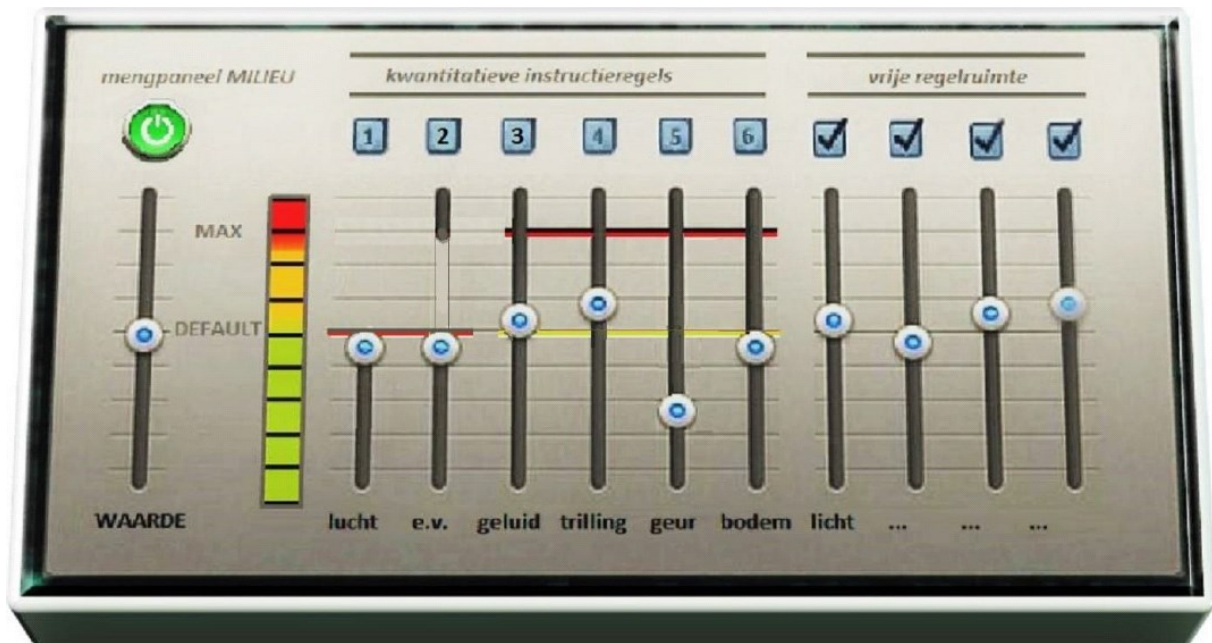 mengpaneel MILIEU
kwantitatieve instructieregels
vrije regelruimte
1 2 3 4 5 6
MAX
DEFAULT
WAARDE
lucht e.v. geluid trilling geur bodem licht ... ... ...